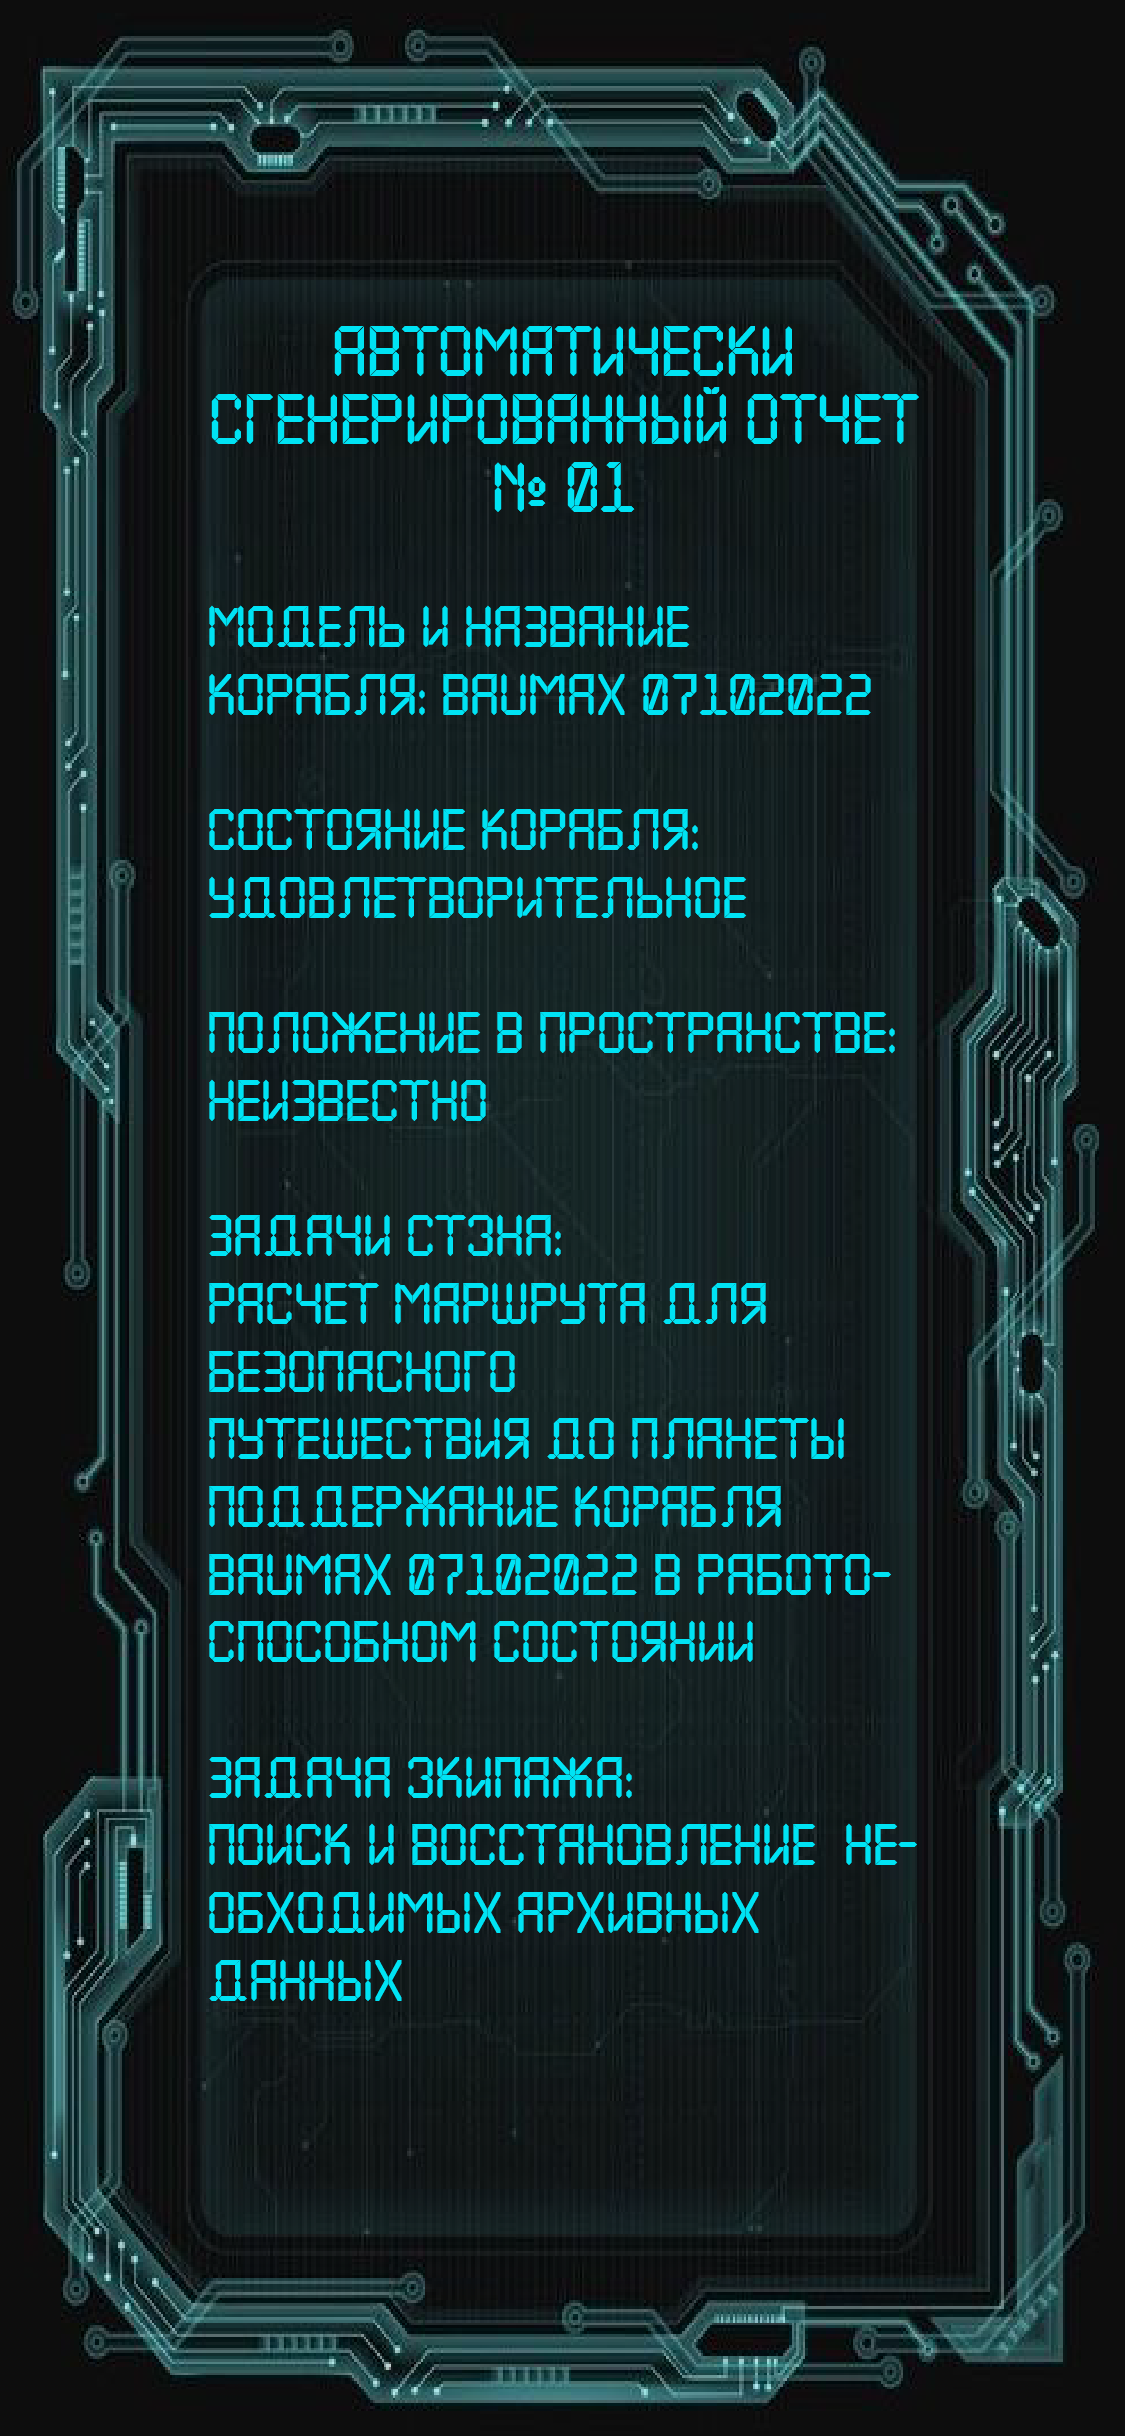 АВТОМАТИЧЕСКИ
СГЕНЕРИРОВАННЫЙ ОТЧЕТ
№ 01
МОДЕЛЬ И НАЗВАНИЕ
КОРАБЛЯ: BAUMAX 07102022
СОСТОЯНИЕ КОРАБЛЯ:
УДОВЛЕТВОРИТЕЛЬНОЕ
ПОЛОЖЕНИЕ В ПРОСТРАНСТВЕ:
НЕИЗВЕСТНО
ЗАДАЧИ СТЭНА:
РАСЧЕТ МАРШРУТА ДЛЯ
БЕЗОПАСНОГО
ПУТЕШЕСТВИЯ ДО ПЛАНЕТЫ
ПОДДЕРЖАНИЕ КОРАБЛЯ
BAUMAX 07102022 В РАБОТО-
СПОСОБНОМ СОСТОЯНИИ
ЗАДАЧА ЭКИПАЖА:
ПОИСК И ВОССТАНОВЛЕНИЕ НЕ-
ОБХОДИМЫХ АРХИВНЫХ
ДАННЫХ